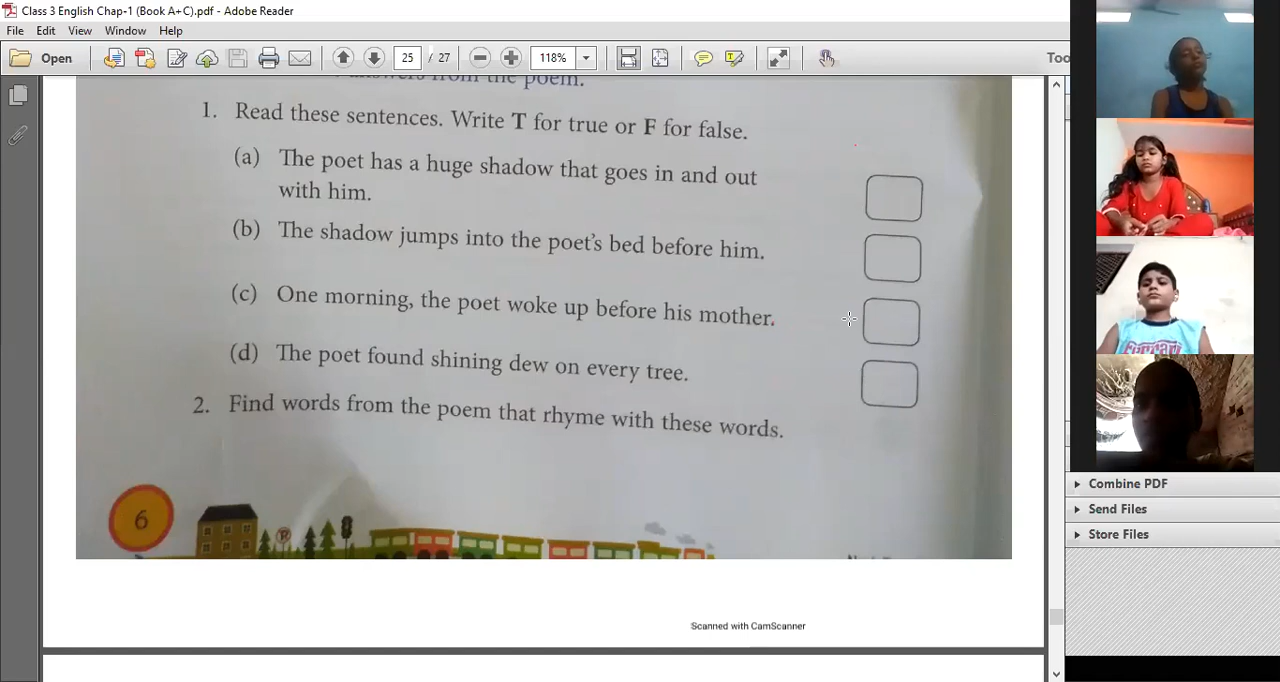 Class 3 English Chap-1 (Book A+C).pdf - Adobe Reader
File Edit View Window Help
Open 25 / 27 118% Too
answers from the poem.
1. Read these sentences. Write T for true or F for false.
(a) The poet has a huge shadow that goes in and out
with him.
(b) The shadow jumps into the poet's bed before him.
(c) One morning, the poet woke up before his mother.
(d) The poet found shining dew on every tree.
2. Find words from the poem that rhyme with these words.
6
Scanned with CamScanner
Combine PDF
Send Files
Store Files